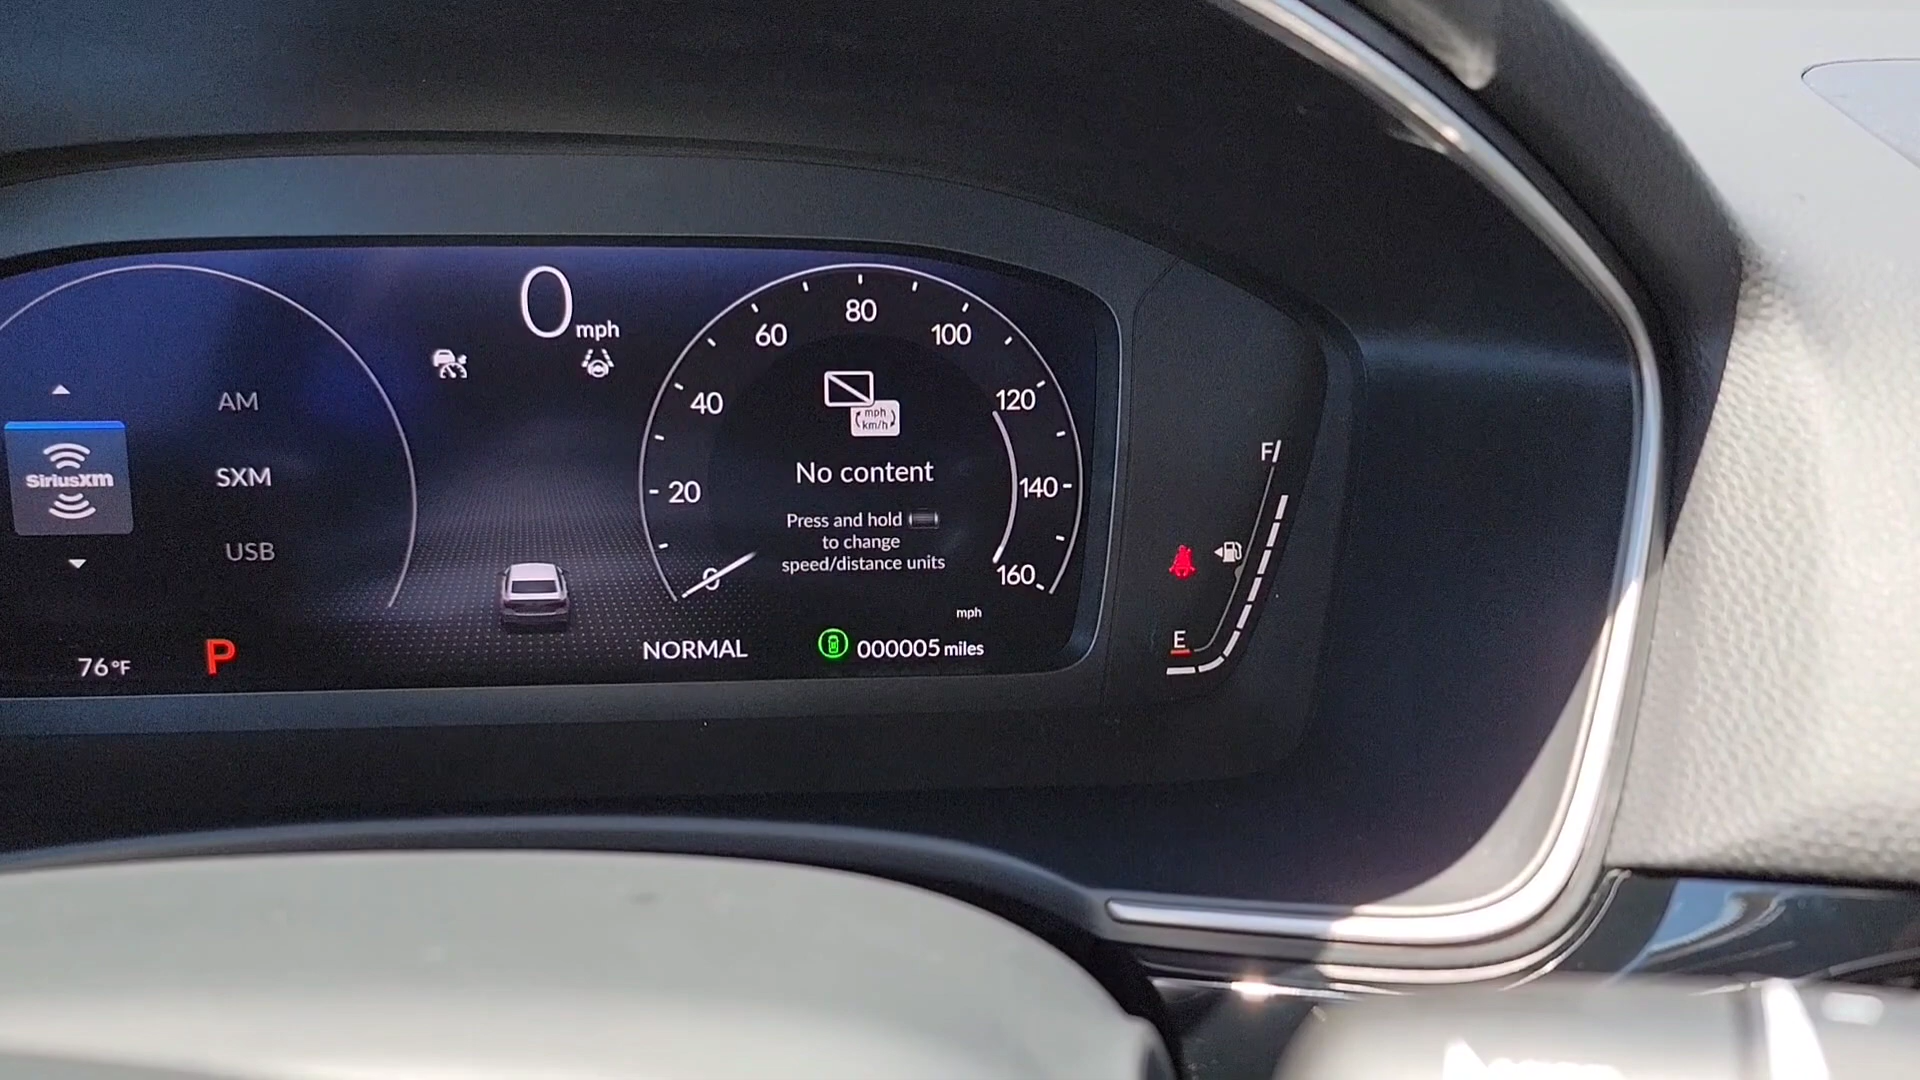 0 mph
AM
SiriusXM
SXM
USB
76°F
P
0
20
40
60
80
100
120
140
160
mph
km/h
No content
Press and hold
to change
speed/distance units
mph
NORMAL
000005 miles
F
E